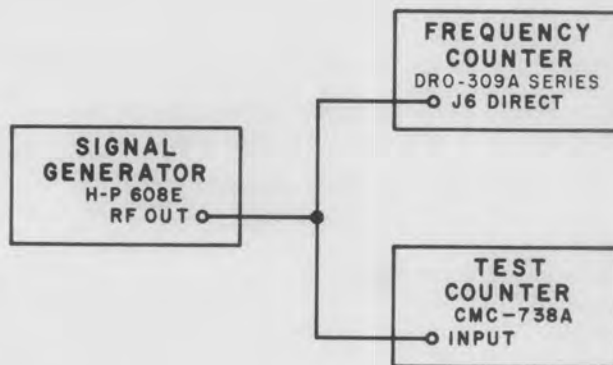 FREQUENCY
COUNTER
DRO-309A SERIES
J6 DIRECT
SIGNAL
GENERATOR
H-P 608E
RF OUT
TEST
COUNTER
CMC-738A
INPUT